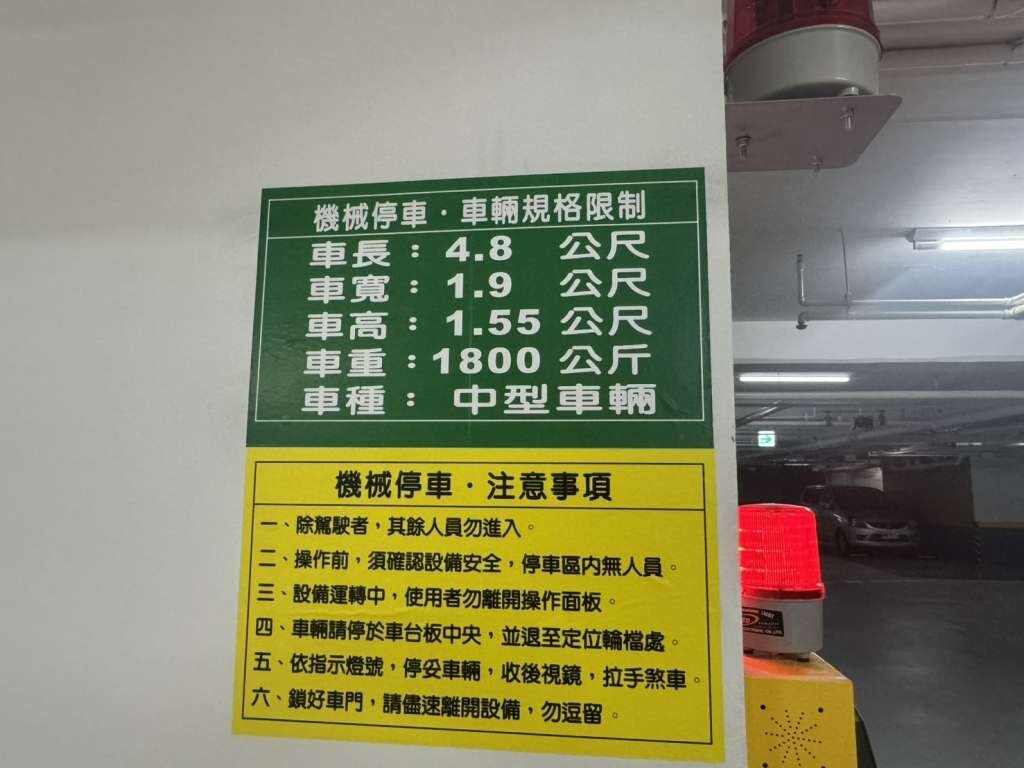 機械停車・車輛規格限制
車長：4.8 公尺
車寬：1.9 公尺
車高：1.55 公尺
車重：1800 公斤
車種：中型車輛
機械停車・注意事項
一、除駕駛者，其餘人員勿進入。
二、操作前，須確認設備安全，停車區內無人員。
三、設備運轉中，使用者勿離開操作面板。
四、車輛請停於車台板中央，並退至定位輪檔處。
五、依指示燈號，停妥車輛，收後視鏡，拉手煞車。
六、鎖好車門，請儘速離開設備，勿逗留。